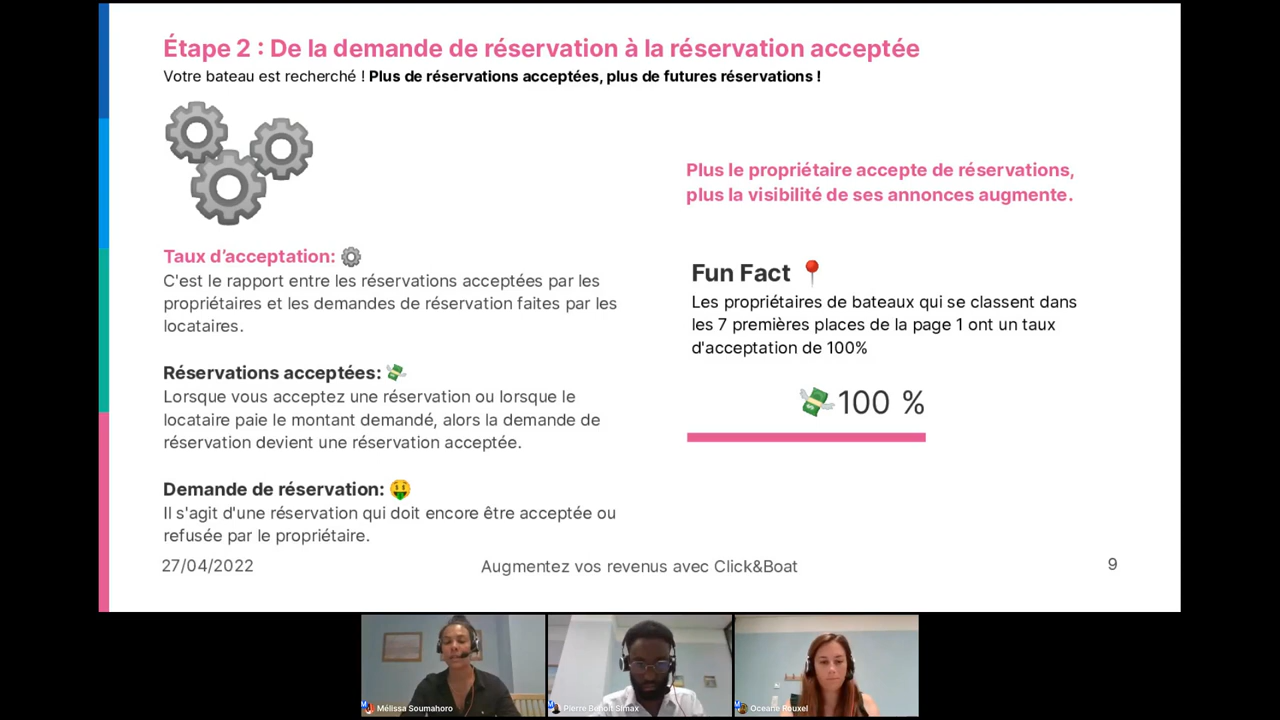 Étape 2 : De la demande de réservation à la réservation acceptée
Votre bateau est recherché ! Plus de réservations acceptées, plus de futures réservations !
Plus le propriétaire accepte de réservations,
plus la visibilité de ses annonces augmente.
Taux d'acceptation:
C'est le rapport entre les réservations acceptées par les
propriétaires et les demandes de réservation faites par les
locataires.
Réservations acceptées:
Lorsque vous acceptez une réservation ou lorsque le
locataire paie le montant demandé, alors la demande de
réservation devient une réservation acceptée.
Demande de réservation:
Il s'agit d'une réservation qui doit encore être acceptée ou
refusée par le propriétaire.
Fun Fact
Les propriétaires de bateaux qui se classent dans
les 7 premières places de la page 1 ont un taux
d'acceptation de 100%
100 %
27/04/2022
Augmentez vos revenus avec Click&Boat
9
Mélissa Soumahoro
Pierre Benoit Simax
Oceane Rouxel